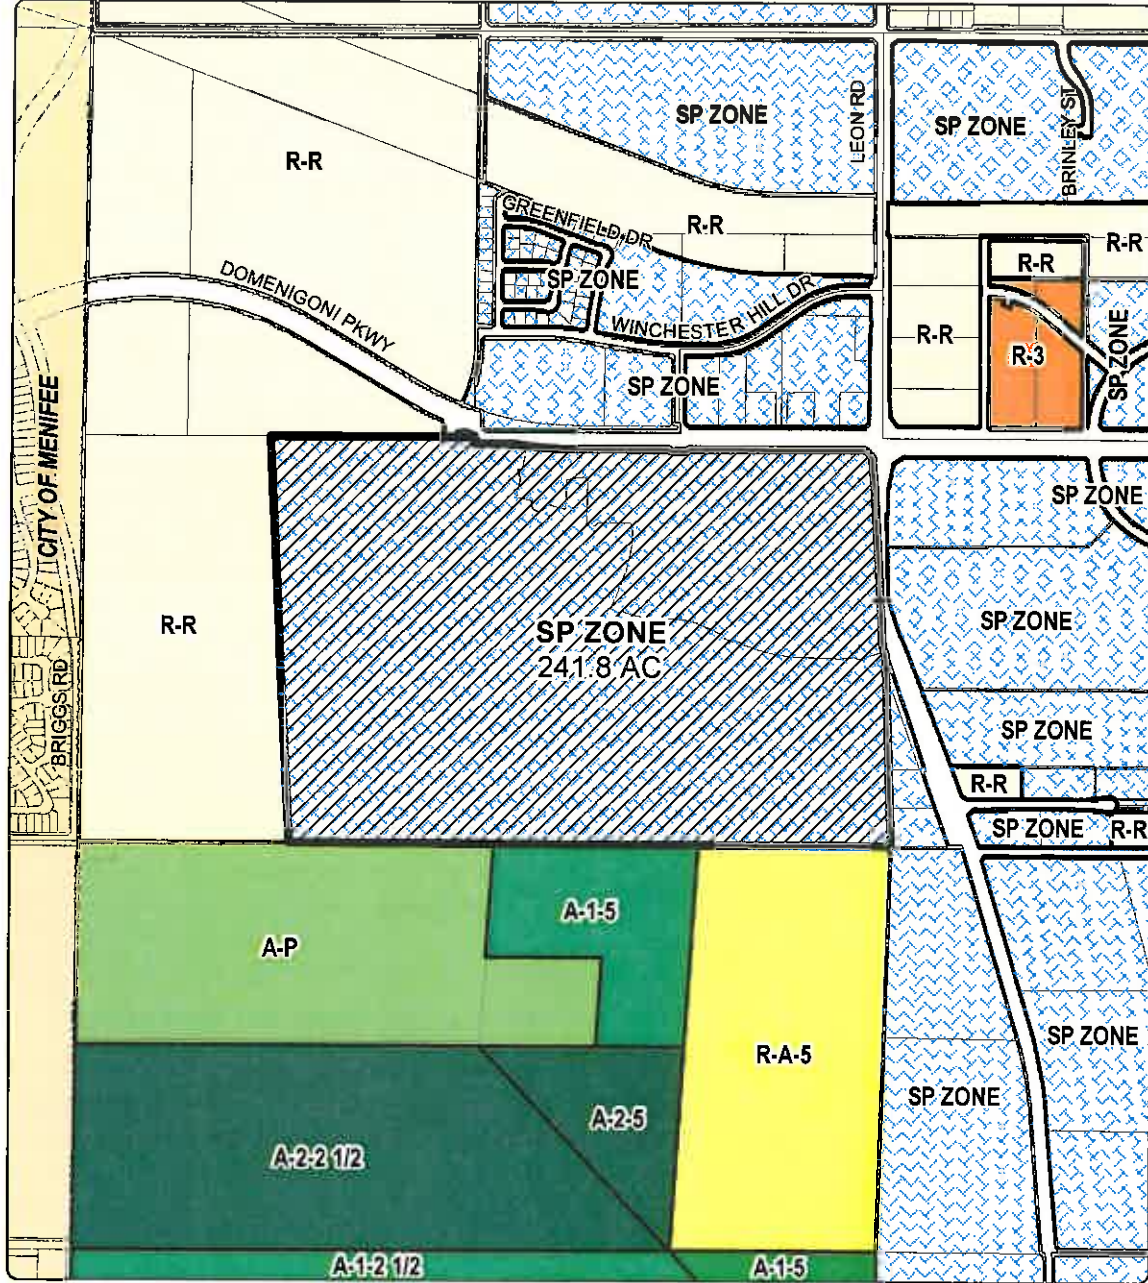 SP ZONE
LEON RD
SP ZONE
BRINLEY ST
R-R
GREENFIELD DR
R-R
R-R
R-R
SP ZONE
DOMENIGONI PKWY
WINCHESTER HILL DR
R-R
R-3
SP ZONE
SP ZONE
CITY OF MENIFEE
SP ZONE
R-R
SP ZONE
241.8 AC
SP ZONE
BRIGGS RD
SP ZONE
R-R
SP ZONE
R-R
A-P
A-1-5
R-A-5
SP ZONE
SP ZONE
A-2-5
A-2-2 1/2
A-1-2 1/2
A-1-5